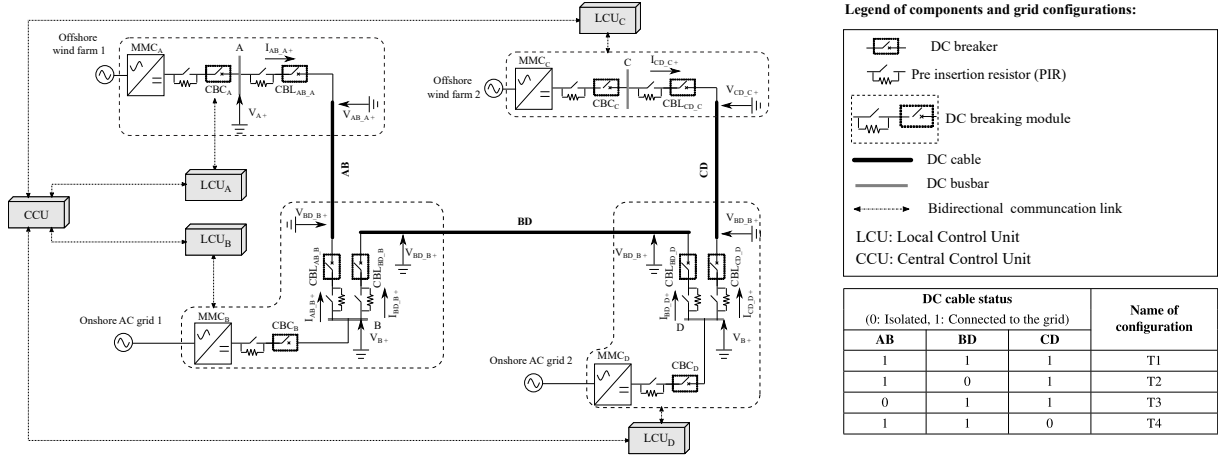 Legend of components and grid configurations:
LCU_C
Offshore
wind farm 1
MMC_A
A
I_AB_A+
CBC_A
CBL_AB_A
V_A+
V_AB_A+
Offshore
wind farm 2
MMC_C
C
I_CD_C+
CBC_C
CBL_CD_C
V_CD_C+
DC breaker
Pre insertion resistor (PIR)
DC breaking module
DC cable
DC busbar
Bidirectional communcation link
LCU: Local Control Unit
CCU: Central Control Unit
AB
CD
LCU_A
CCU
LCU_B
V_BD_B+
BD
V_BD_B+
V_BD_B+
V_BD_B+
CBL_AB_B
CBL_BD_B
CBL_BD_D
CBL_CD_D
I_AB_B+
I_BD_B+
B
V_B+
I_BD_D+
I_CD_D+
D
V_B+
Onshore AC grid 1
MMC_B
CBC_B
Onshore AC grid 2
MMC_D
CBC_D
LCU_D
DC cable status
(0: Isolated, 1: Connected to the grid)
Name of
configuration
AB BD CD
1 1 1 T1
1 0 1 T2
0 1 1 T3
1 1 0 T4